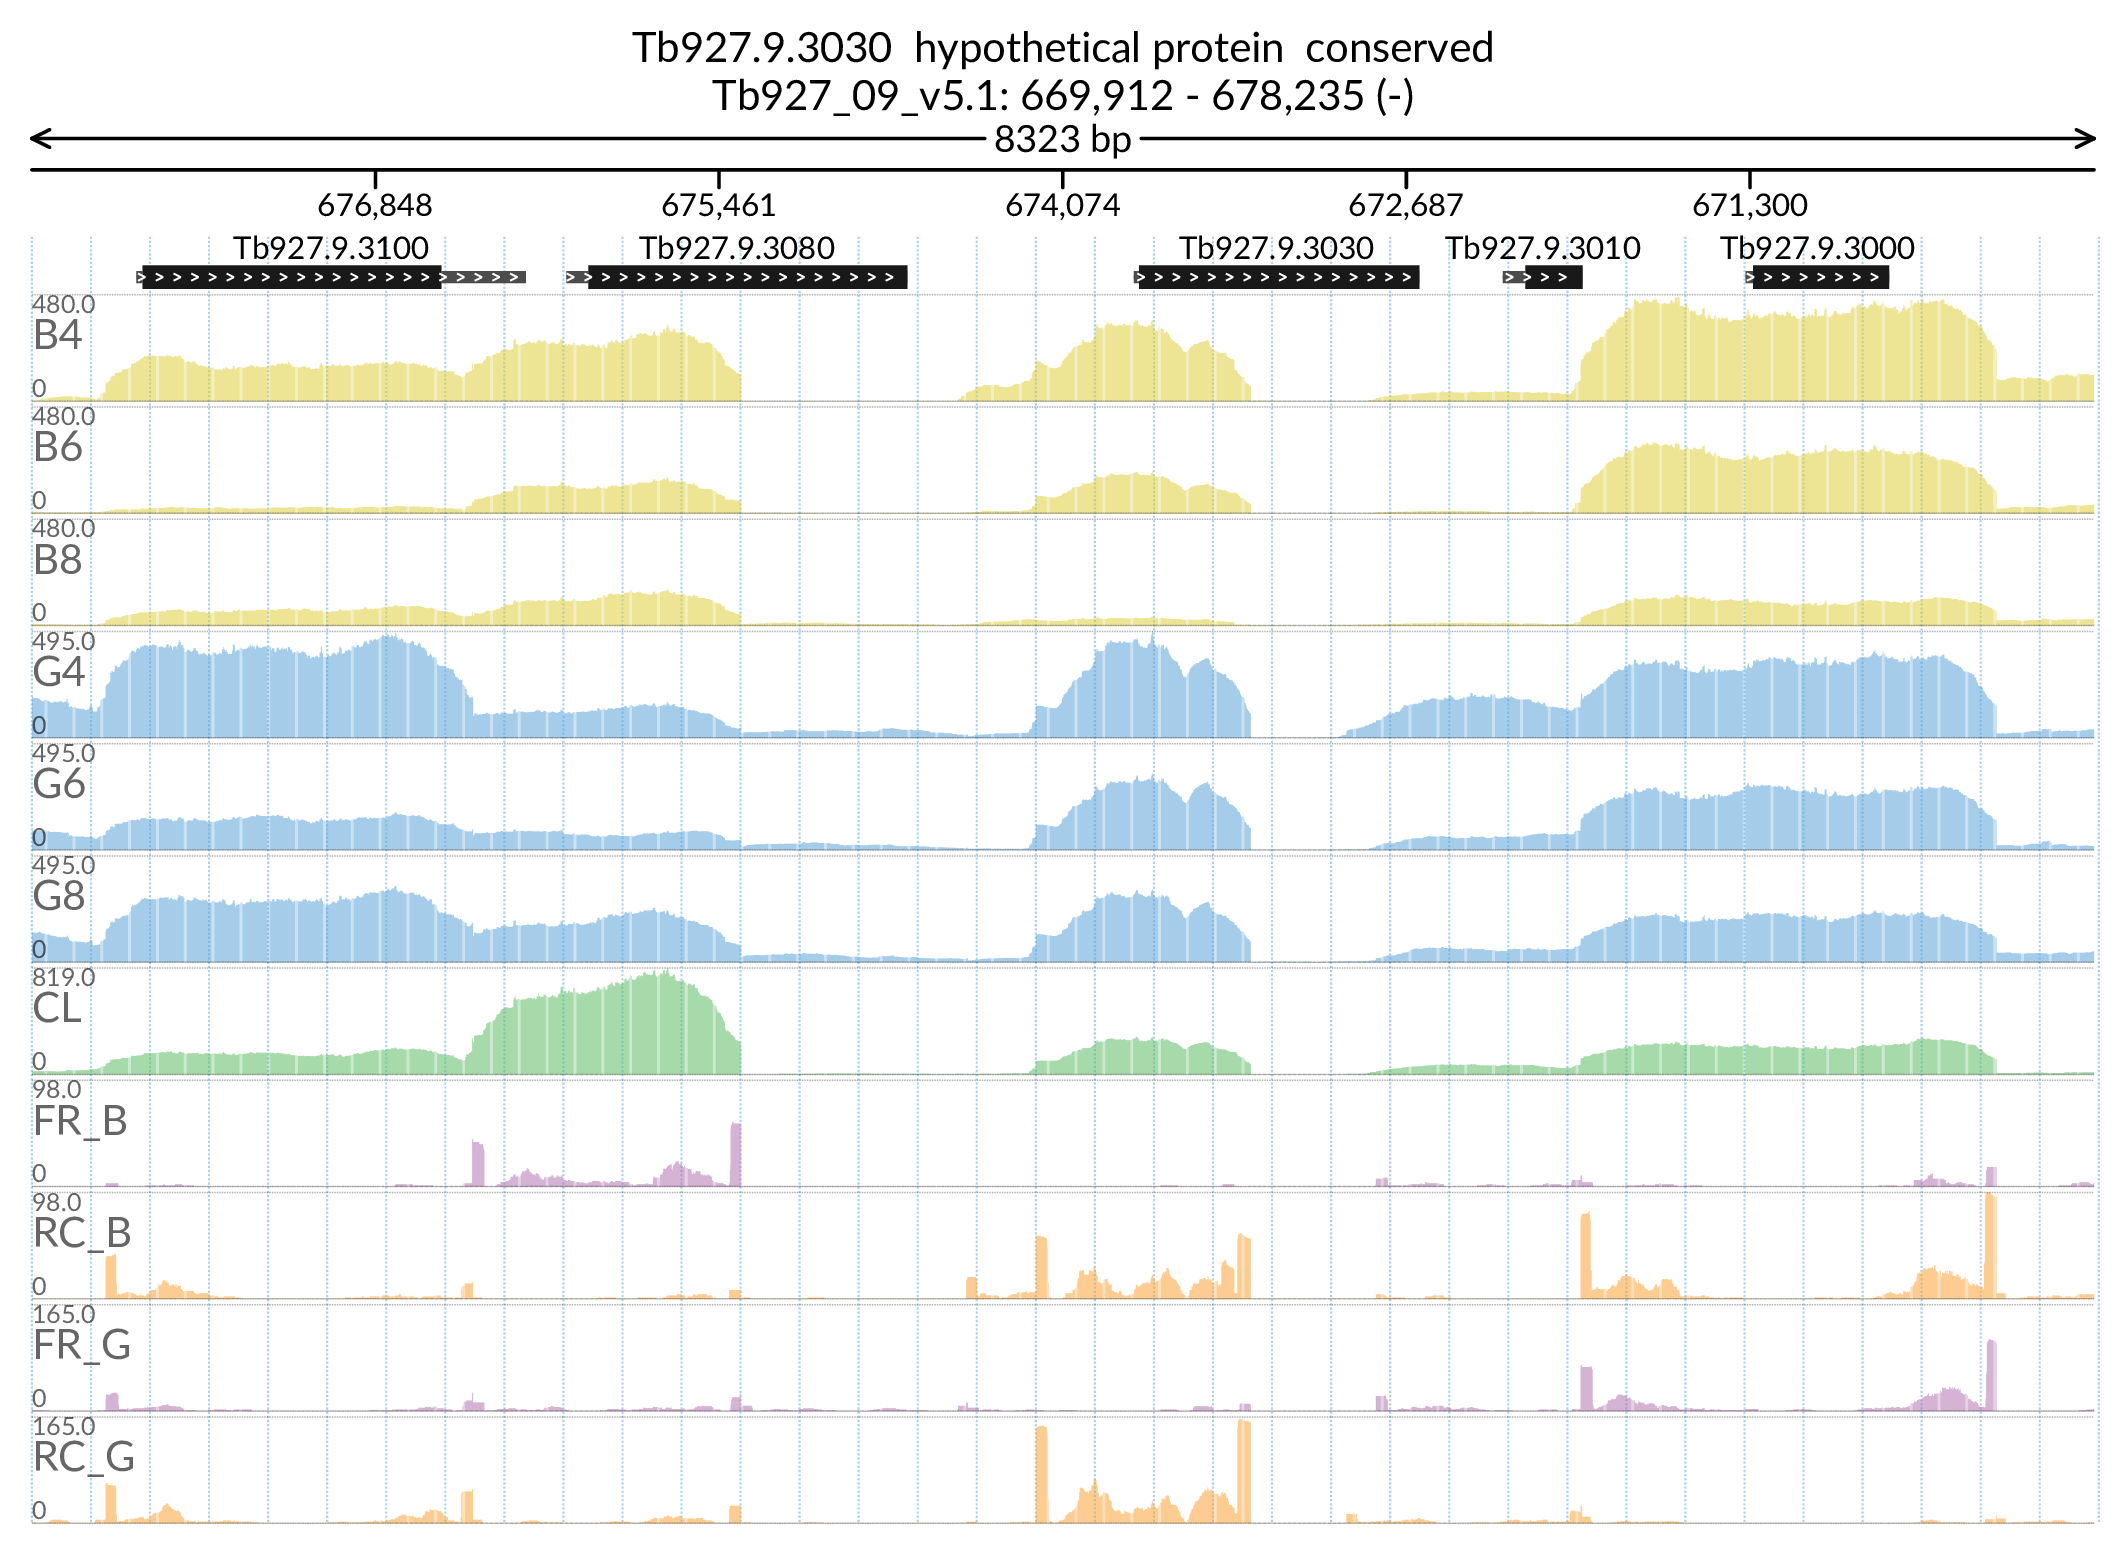 Tb927.9.3030 hypothetical protein conserved
Tb927_09_v5.1: 669,912 - 678,235 (-)
8323 bp
676,848 675,461 674,074 672,687 671,300
Tb927.9.3100 Tb927.9.3080 Tb927.9.3030 Tb927.9.3010 Tb927.9.3000
480.0
B4
0
480.0
B6
0
480.0
B8
0
495.0
G4
0
495.0
G6
0
495.0
G8
0
819.0
CL
0
98.0
FR_B
0
98.0
RC_B
0
165.0
FR_G
0
165.0
RC_G
0